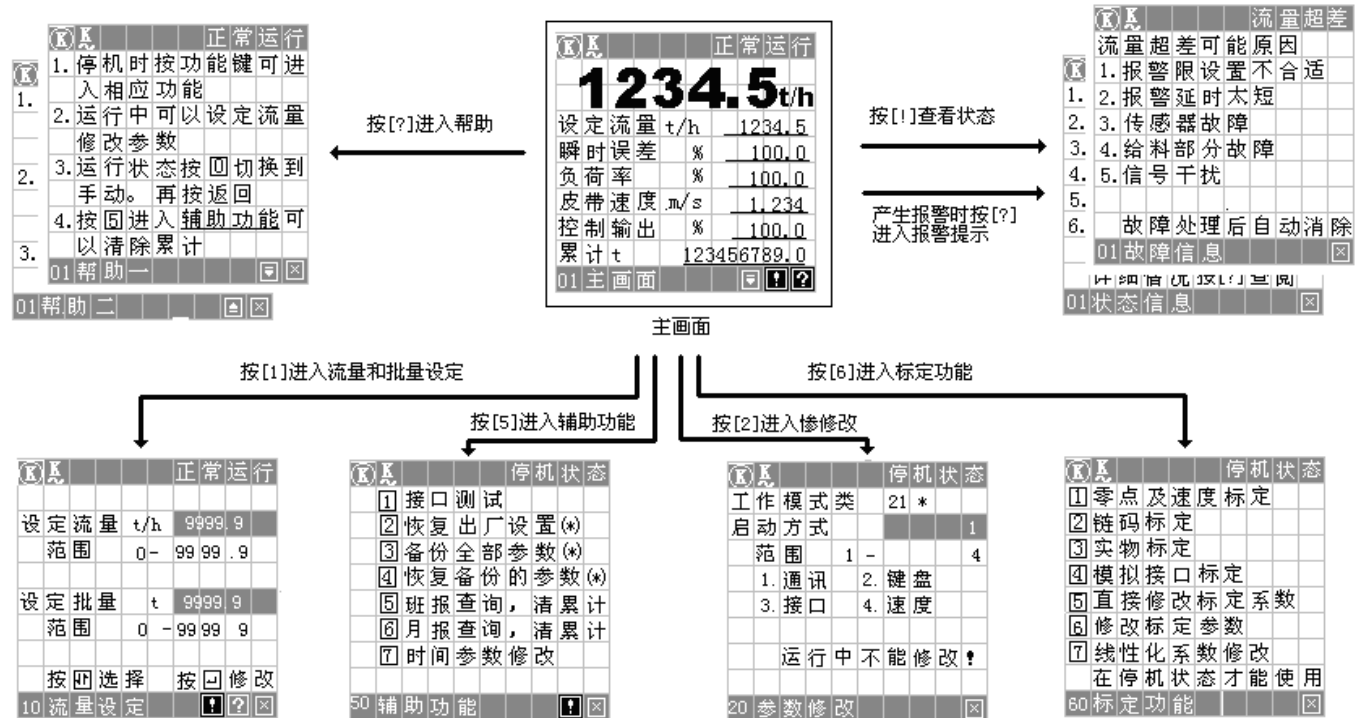 正常运行
1.停机时按功能键可进
入相应功能
2.运行中可以设定流量
修改参数
3.运行状态按0切换到
手动。再按返回
4.按5进入辅助功能可
以清除累计
01帮助一
1.
2.
3.
01帮助二
按[?]进入帮助
正常运行
1234.5t/h
设定流量 t/h 1234.5
瞬时误差 % 100.0
负荷率 % 100.0
皮带速度 m/s 1.234
控制输出 % 100.0
累计t 123456789.0
01主画面 ! ?
主画面
按[!]查看状态
产生报警时按[?]
进入报警提示
流量超差
流量超差可能原因
1.报警限设置不合适
2.报警延时太短
3.传感器故障
4.给料部分故障
5.信号干扰
故障处理后自动消除
01故障信息
1.
2.
3.
4.
5.
6.
详细情况按[!]查阅
01状态信息
按[1]进入流量和批量设定
按[5]进入辅助功能
按[2]进入惨修改
按[6]进入标定功能
正常运行
设定流量 t/h 9999.9
范围 0- 9999.9
设定批量 t 9999.9
范围 0 -9999 9
按 选择 按 修改
10流量设定 ! ?
停机状态
1 接口测试
2 恢复出厂设置(*)
3 备份全部参数(*)
4 恢复备份的参数(*)
5 班报查询，清累计
6 月报查询，清累计
7 时间参数修改
50辅助功能 !
停机状态
工作模式类 21 *
启动方式 1
范围 1 - 4
1.通讯 2.键盘
3.接口 4.速度
运行中不能修改!
20参数修改
停机状态
1 零点及速度标定
2 链码标定
3 实物标定
4 模拟接口标定
5 直接修改标定系数
6 修改标定参数
7 线性化系数修改
在停机状态才能使用
60标定功能